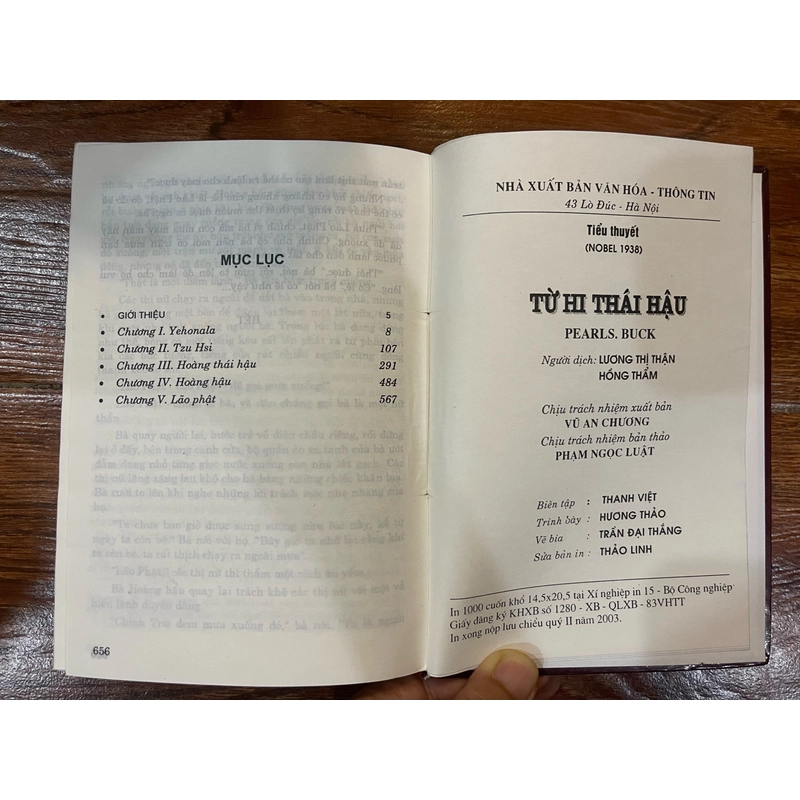 MỤC LỤC
• GIỚI THIỆU 5
• Chương I. Yehonala 8
• Chương II. Tzu Hsi 107
• Chương III. Hoàng thái hậu 291
• Chương IV. Hoàng hậu 484
• Chương V. Lão phật 567
656
NHÀ XUẤT BẢN VĂN HÓA - THÔNG TIN
43 Lò Đúc - Hà Nội
Tiểu thuyết
(NOBEL 1938)
TỪ HI THÁI HẬU
PEARLS. BUCK
Người dịch: LƯƠNG THỊ THẬN
HỒNG THẮM
Chịu trách nhiệm xuất bản
VŨ AN CHƯƠNG
Chịu trách nhiệm bản thảo
PHẠM NGỌC LUẬT
Biên tập : THANH VIỆT
Trình bày : HƯƠNG THẢO
Vẽ bìa : TRẦN ĐẠI THẮNG
Sửa bản in : THẢO LINH
In 1000 cuốn khổ 14,5x20,5 tại Xí nghiệp in 15 - Bộ Công nghiệp
Giấy đăng ký KHXB số 1280 - XB - QLXB - 83VHTT
In xong nộp lưu chiểu quý II năm 2003.